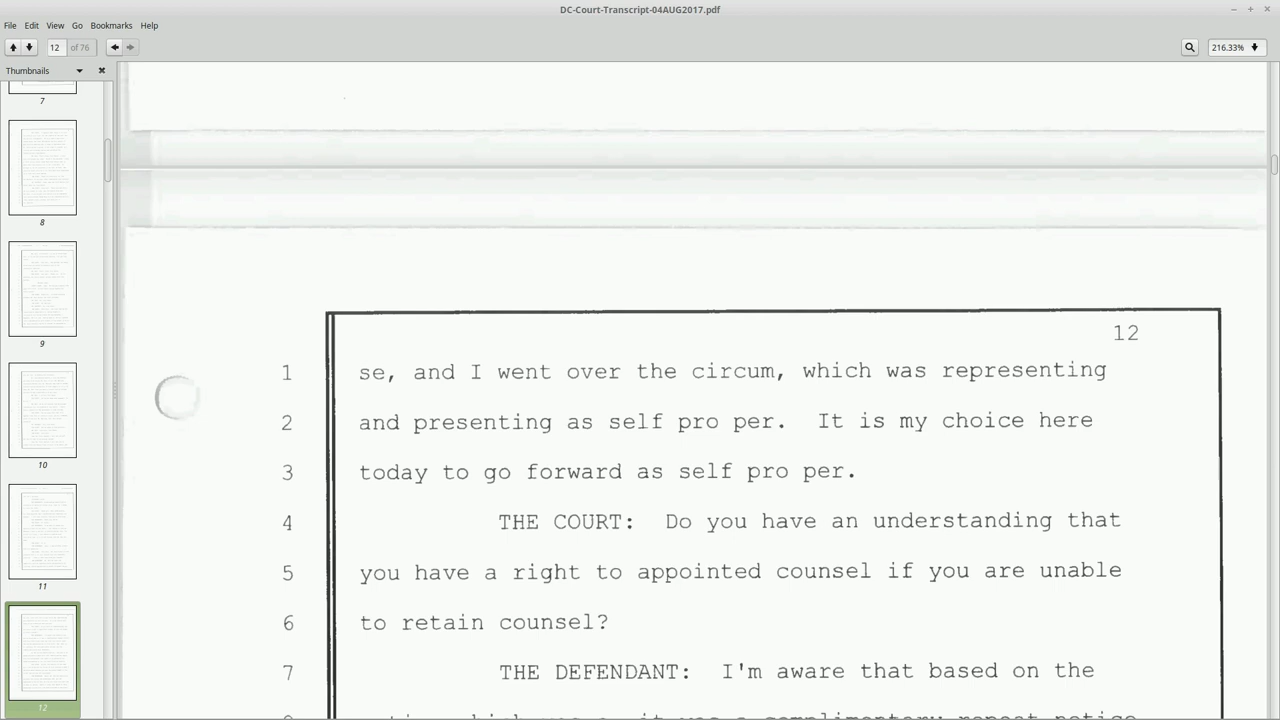 DC-Court-Transcript-04AUG2017.pdf
File Edit View Go Bookmarks Help
12 of 76
216.33%
Thumbnails
7
8
9
10
11
12
12
1 se, and I went over the circum, which was representing
2 and presenting as self pro per. It is my choice here
3 today to go forward as self pro per.
4 THE COURT: Do you have an understanding that
5 you have a right to appointed counsel if you are unable
6 to retain counsel?
7 THE DEFENDANT: I'm aware that based on the